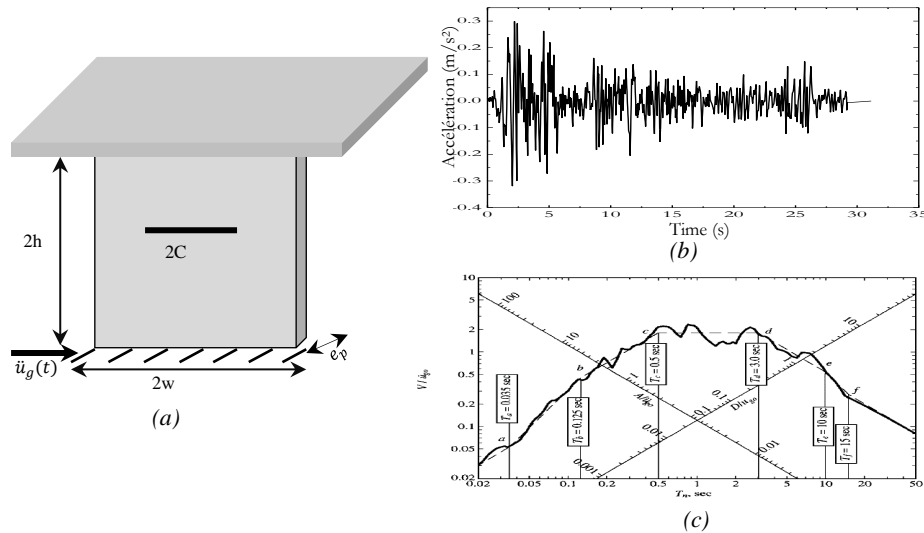 2h
2C
ü_g(t)
2w
e_p
(a)
0.3
0.2
0.1
0.0
0.1
0.2
-0.3
-0.4
Accélération (m/s²)
0
5
10
15
20
25
30
35
Time (s)
(b)
10
5
2
1
0.5
0.2
0.1
0.05
0.02
100
10
1
0.1
0.01
10
1
0.1
0.01
0.001
a
b
c
d
e
f
T_a = 0.035 sec
T_b = 0.125 sec
T_c = 0.5 sec
T_d = 3.0 sec
T_e = 10 sec
T_f = 15 sec
0.02
0.05
0.1
0.2
0.5
1
2
5
10
20
50
T_n, sec
(c)